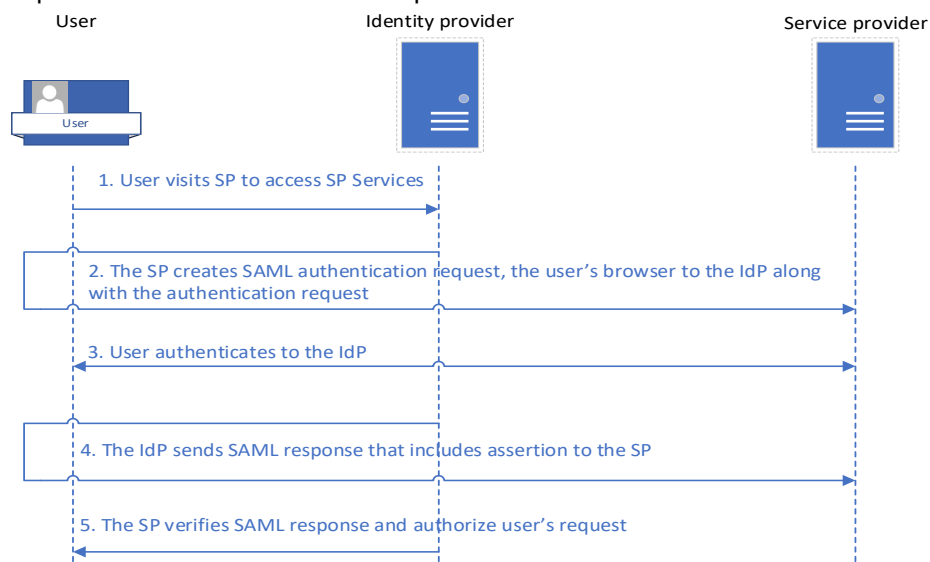 User
Identity provider
Service provider
User
1. User visits SP to access SP Services
2. The SP creates SAML authentication request, the user's browser to the IdP along
with the authentication request
3. User authenticates to the IdP
4. The IdP sends SAML response that includes assertion to the SP
5. The SP verifies SAML response and authorize user's request